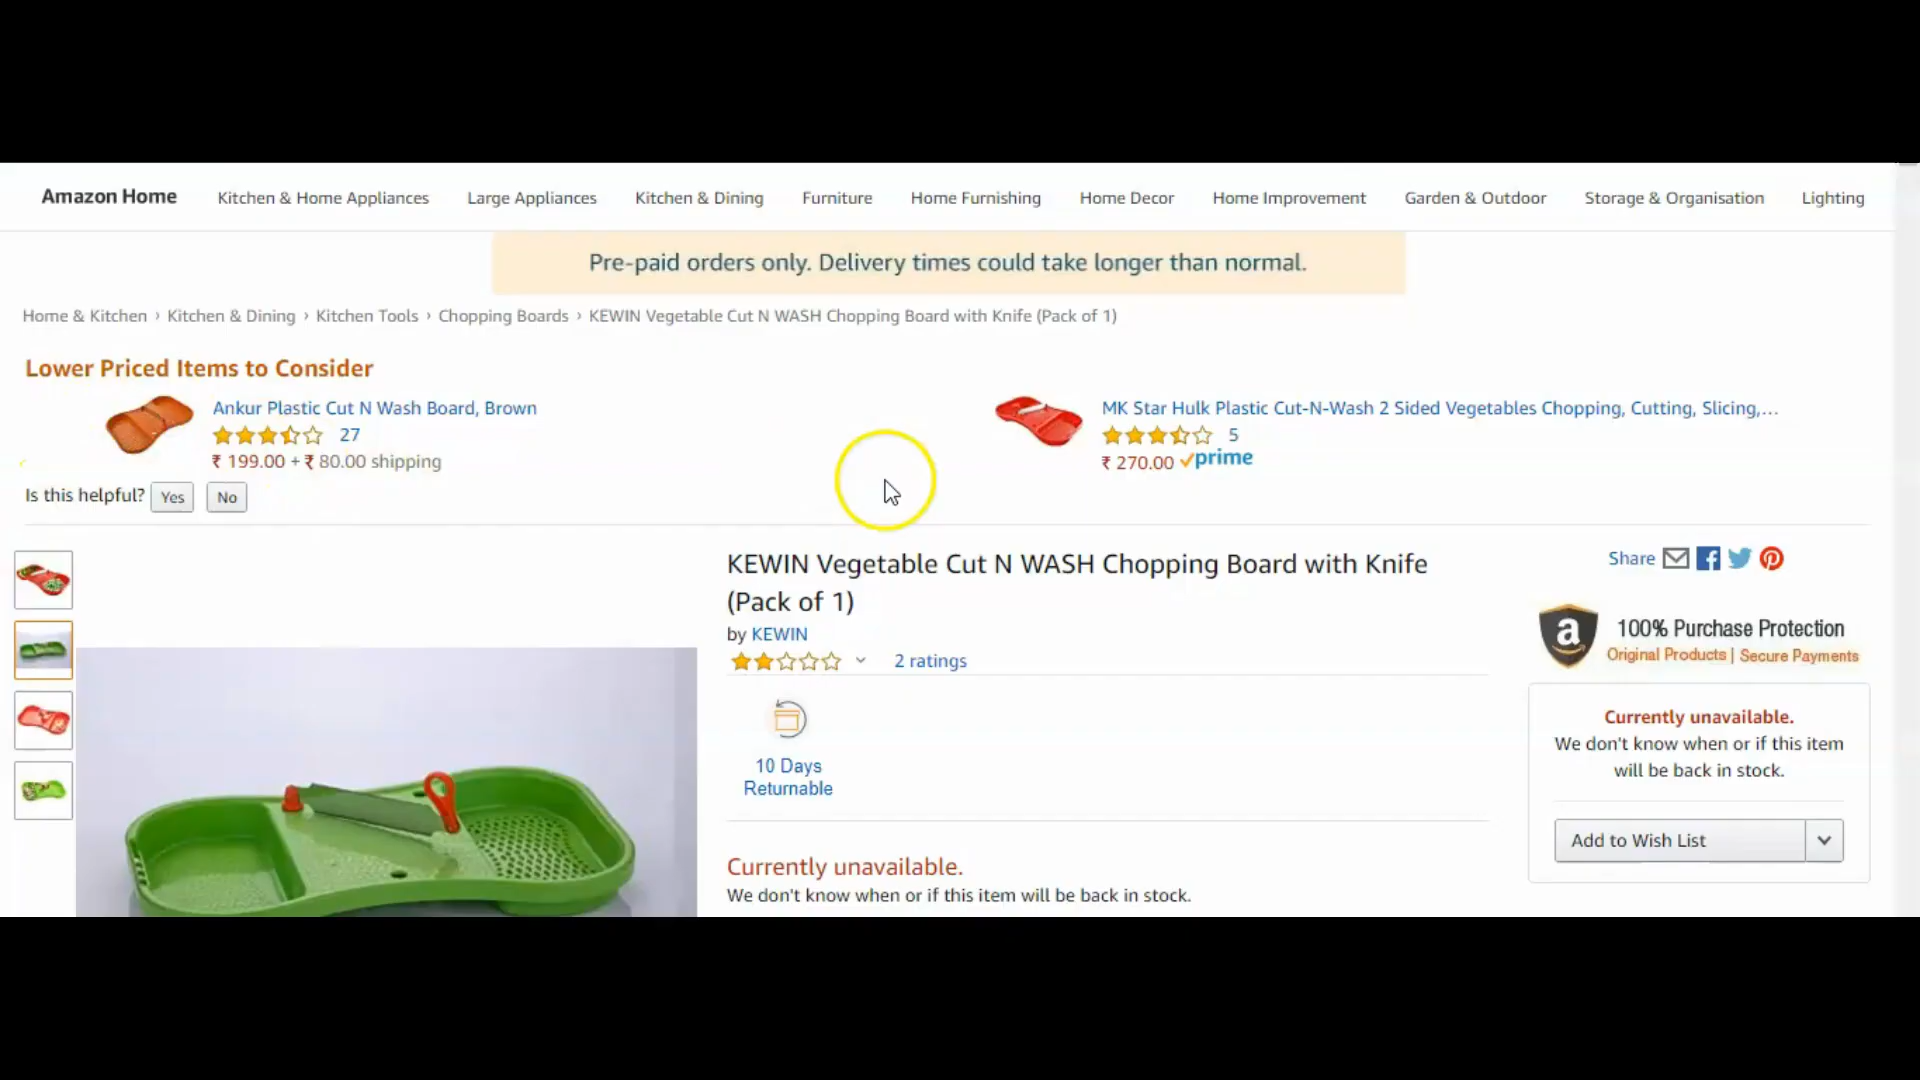 Amazon Home Kitchen & Home Appliances Large Appliances Kitchen & Dining Furniture Home Furnishing Home Decor Home Improvement Garden & Outdoor Storage & Organisation Lighting
Pre-paid orders only. Delivery times could take longer than normal.
Home & Kitchen › Kitchen & Dining › Kitchen Tools › Chopping Boards › KEWIN Vegetable Cut N WASH Chopping Board with Knife (Pack of 1)
Lower Priced Items to Consider
Ankur Plastic Cut N Wash Board, Brown
27
₹ 199.00 + ₹ 80.00 shipping
MK Star Hulk Plastic Cut-N-Wash 2 Sided Vegetables Chopping, Cutting, Slicing,...
5
₹ 270.00 prime
Is this helpful? Yes No
KEWIN Vegetable Cut N WASH Chopping Board with Knife
(Pack of 1)
by KEWIN
2 ratings
10 Days
Returnable
Currently unavailable.
We don't know when or if this item will be back in stock.
Share
a
100% Purchase Protection
Original Products | Secure Payments
Currently unavailable.
We don't know when or if this item
will be back in stock.
Add to Wish List